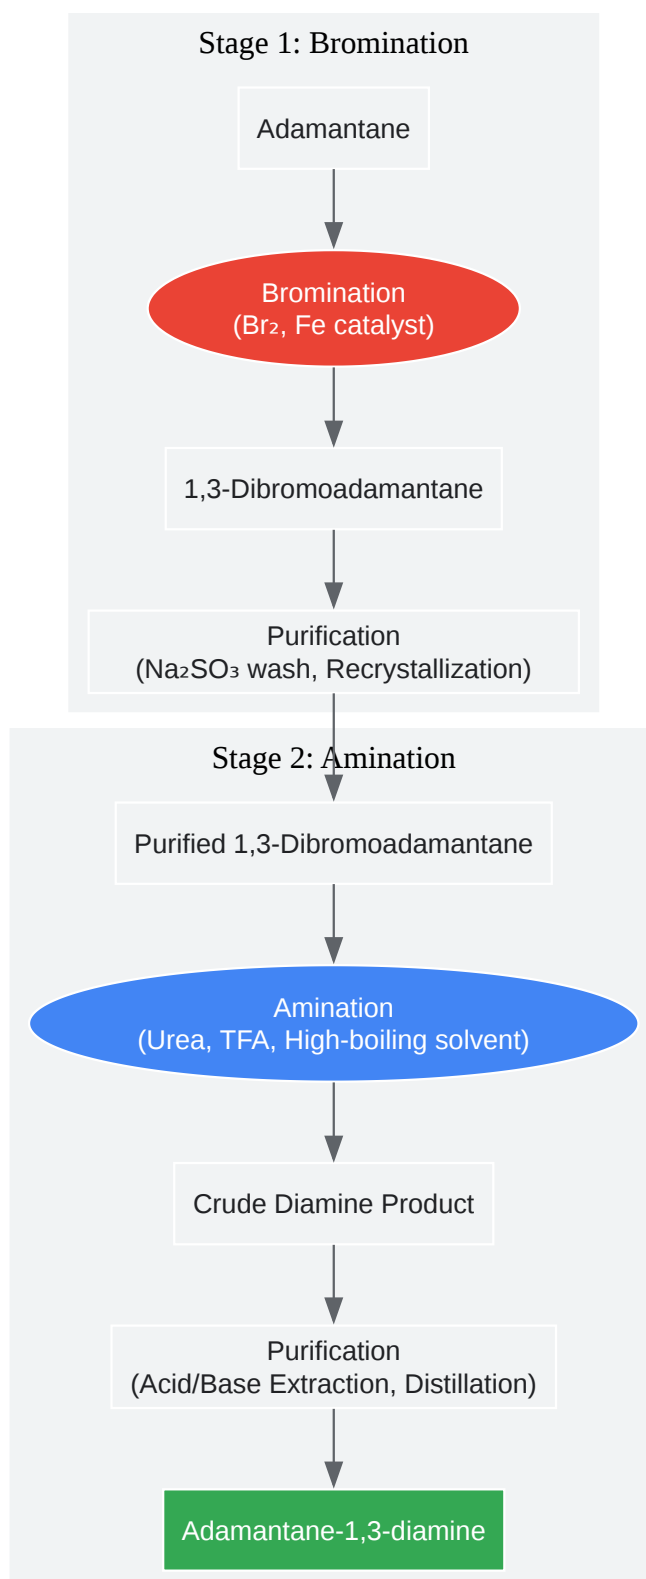 Stage 1: Bromination
Adamantane
Bromination
(Br₂, Fe catalyst)
1,3-Dibromoadamantane
Purification
(Na₂SO₃ wash, Recrystallization)
Stage 2: Amination
Purified 1,3-Dibromoadamantane
Amination
(Urea, TFA, High-boiling solvent)
Crude Diamine Product
Purification
(Acid/Base Extraction, Distillation)
Adamantane-1,3-diamine